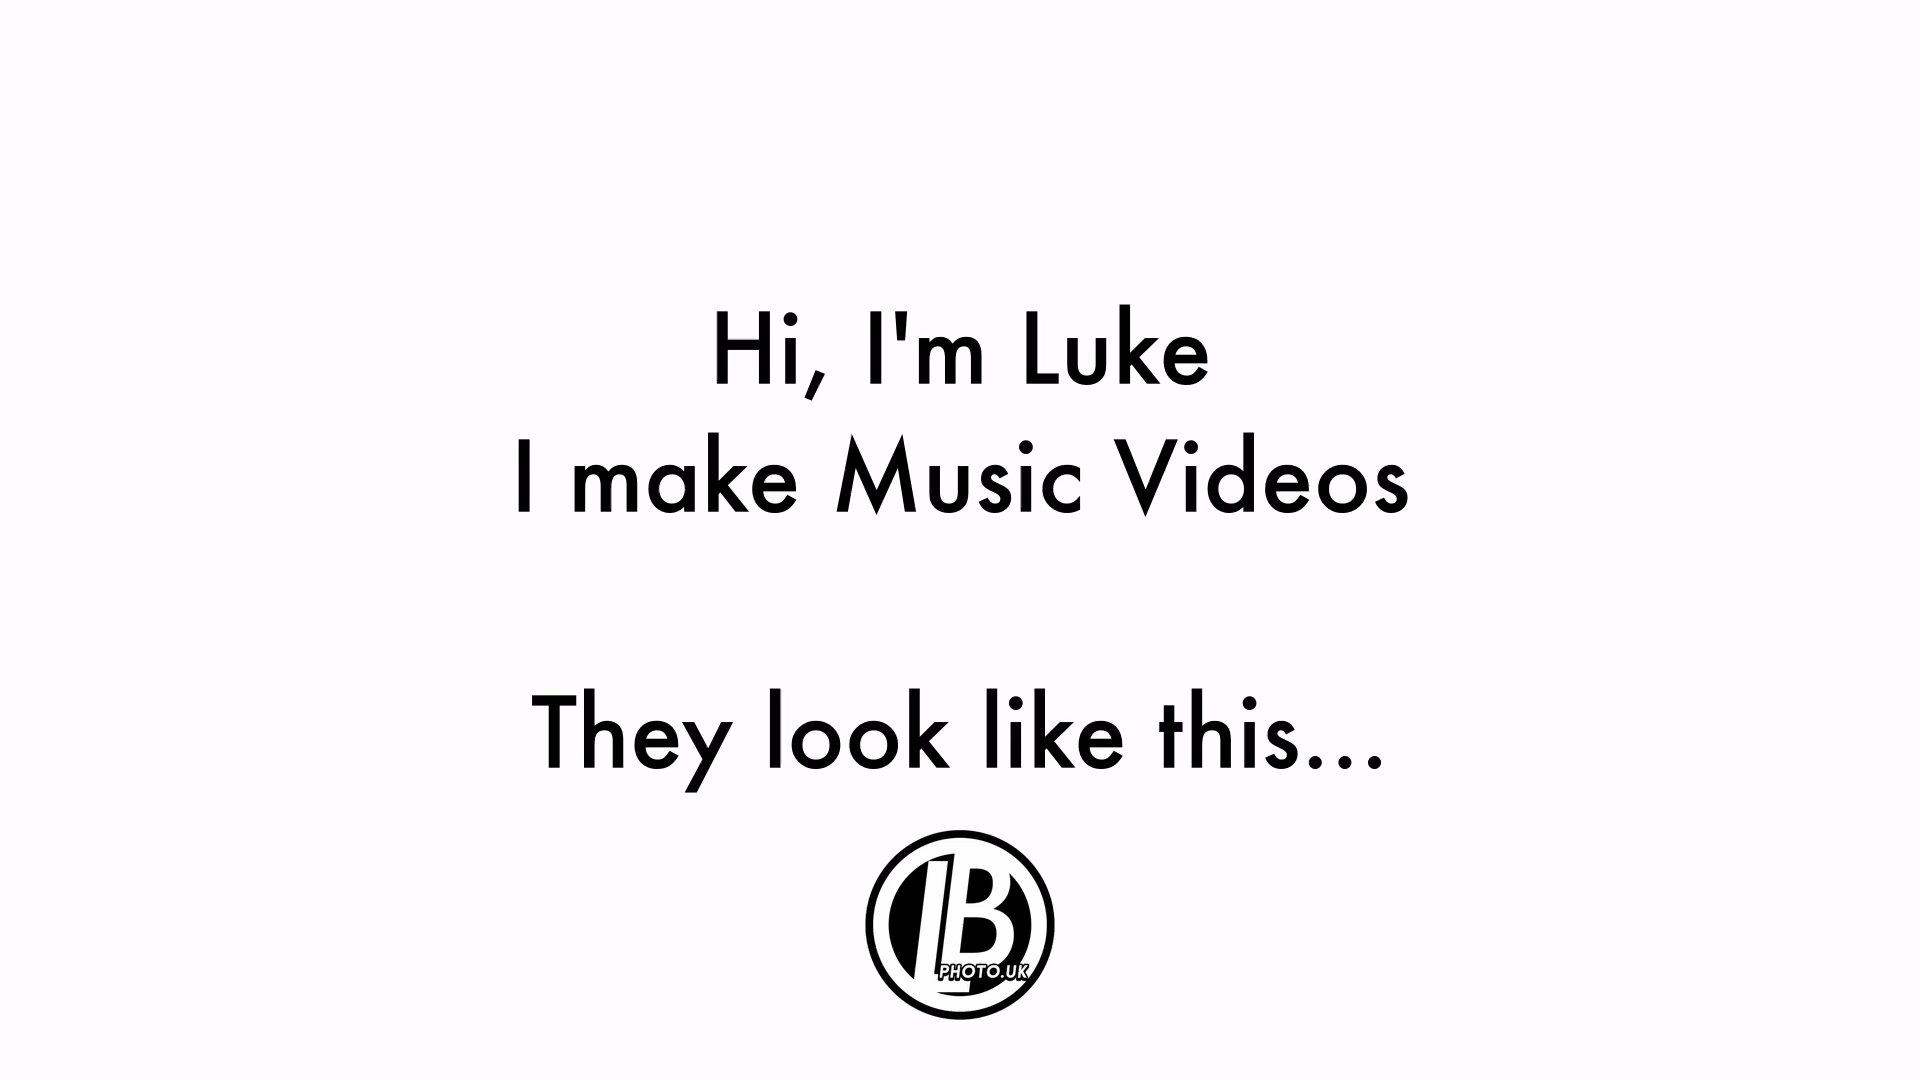 Hi, I'm Luke
I make Music Videos
They look like this...
LB
PHOTO.UK